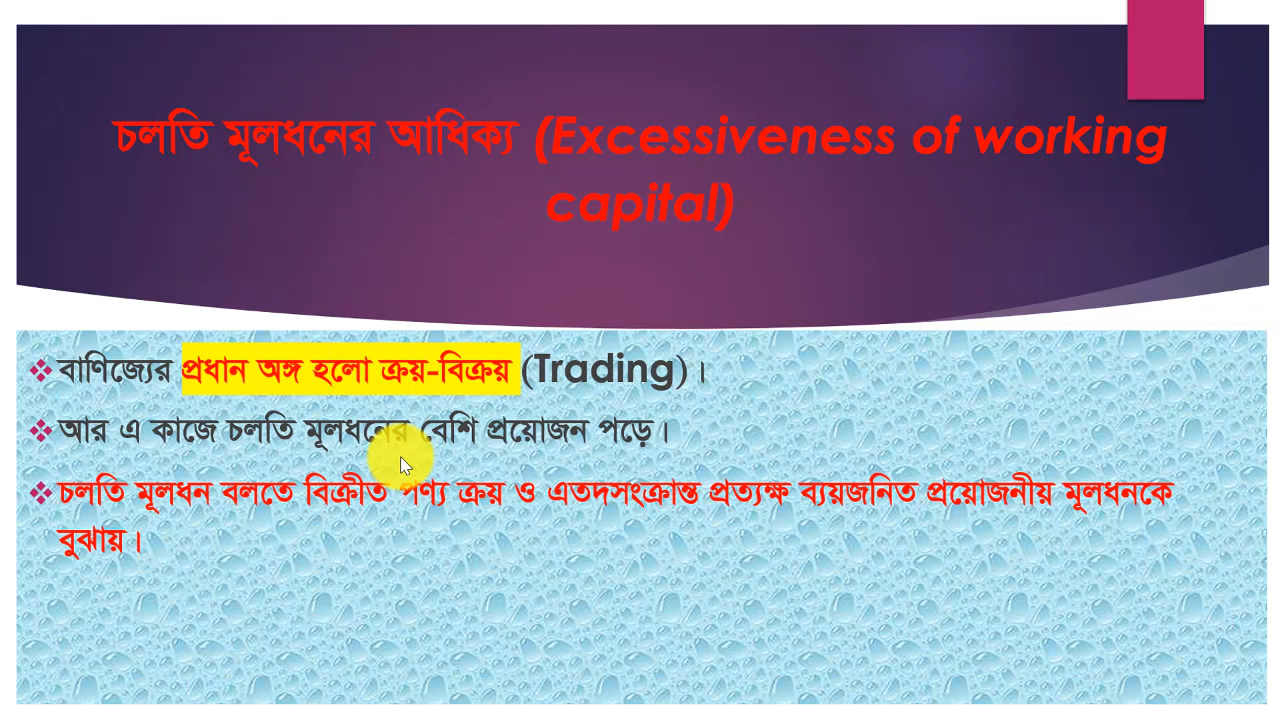 চলতি মূলধনের আধিক্য (Excessiveness of working
capital)
বাণিজ্যের প্রধান অঙ্গ হলো ক্রয়-বিক্রয় (Trading)।
আর এ কাজে চলতি মূলধনের বেশি প্রয়োজন পড়ে।
চলতি মূলধন বলতে বিক্রীত পণ্য ক্রয় ও এতদসংক্রান্ত প্রত্যক্ষ ব্যয়জনিত প্রয়োজনীয় মূলধনকে
বুঝায়।